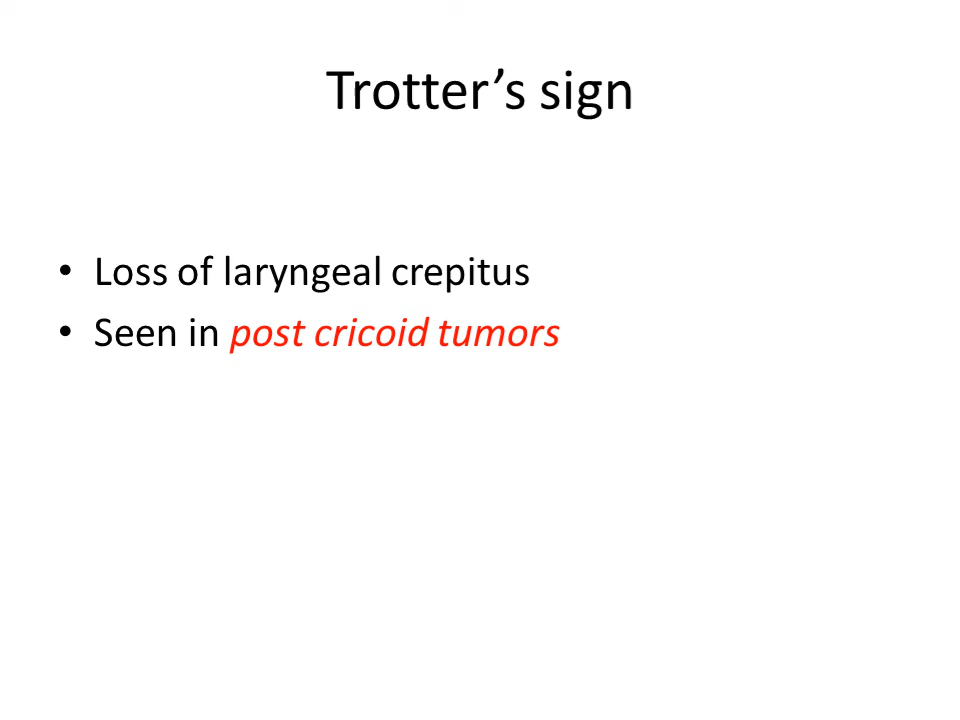 Trotter’s sign
• Loss of laryngeal crepitus
• Seen in post cricoid tumors